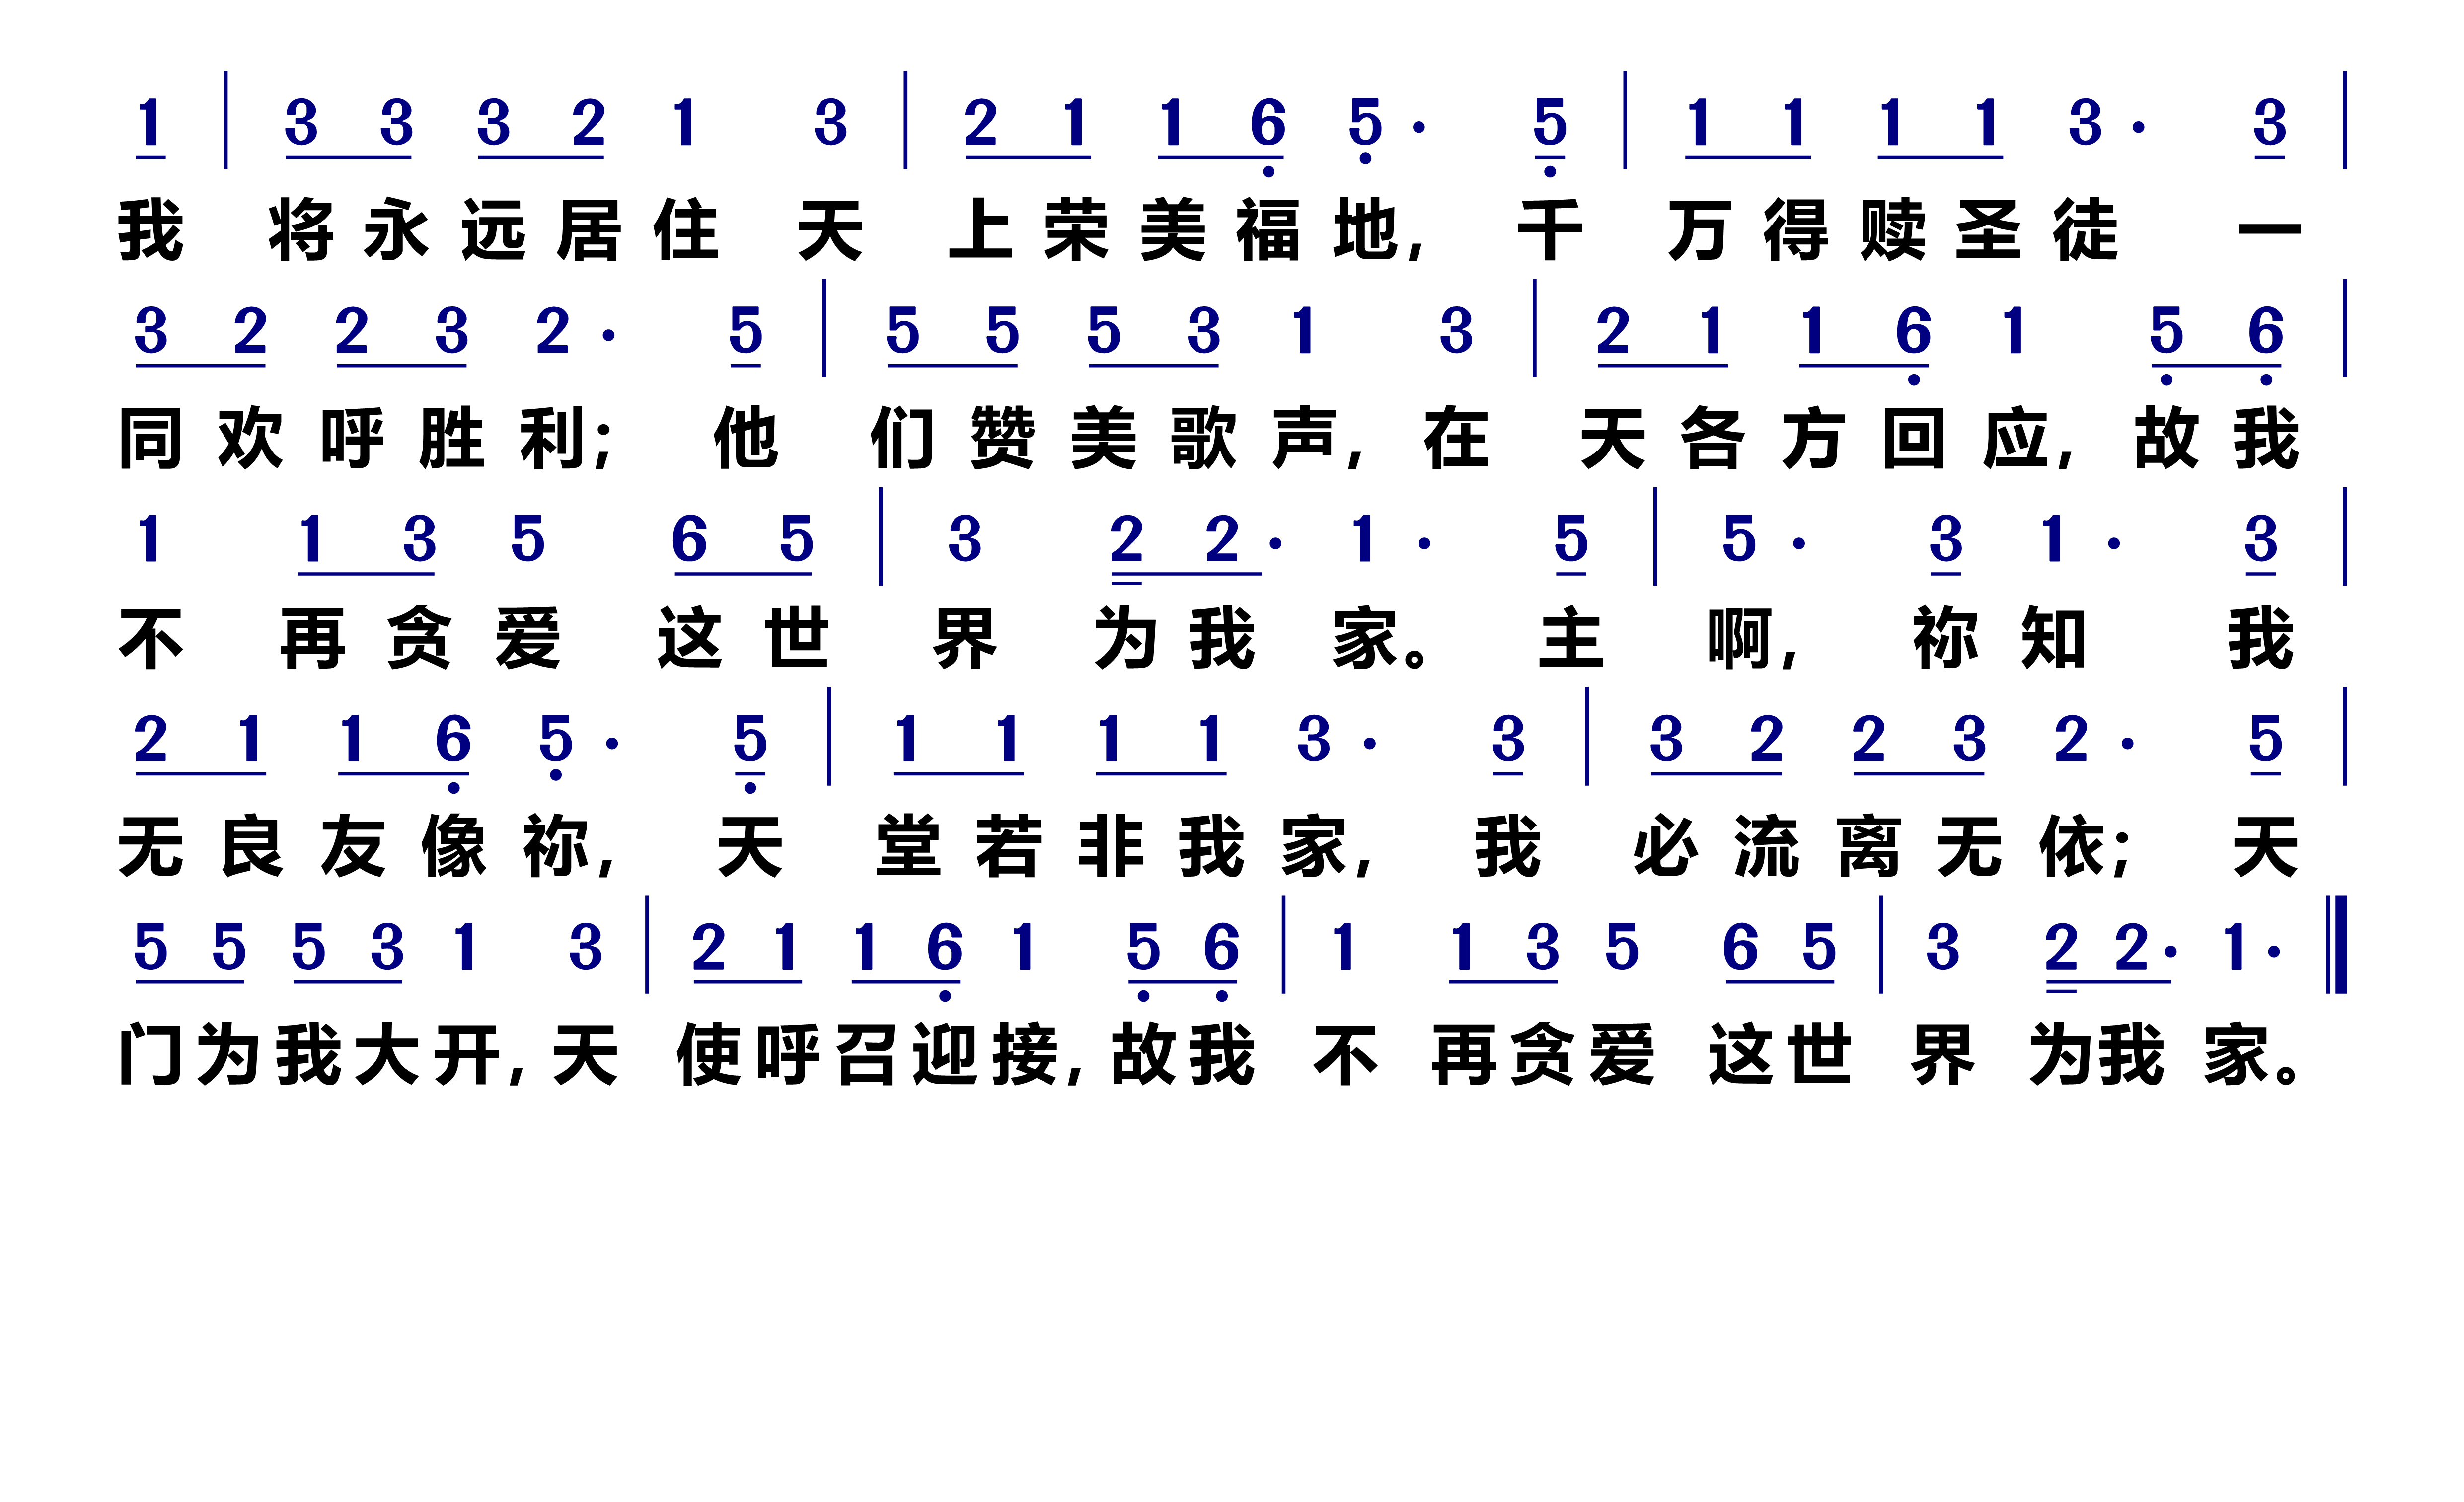 1 | 3 3 3 2 1 3 | 2 1 1 6 5 · 5 | 1 1 1 1 3 · 3 |
我 将永远居住 天 上荣美福地, 千 万得赎圣徒 一
3 2 2 3 2 · 5 | 5 5 5 3 1 3 | 2 1 1 6 1 5 6 |
同欢呼胜利; 他 们赞美歌声, 在 天各方回应, 故我
1 1 3 5 6 5 | 3 2 2 · 1 · 5 | 5 · 3 1 · 3 |
不 再贪爱 这世 界 为我 家。 主 啊, 祢知 我
2 1 1 6 5 · 5 | 1 1 1 1 3 · 3 | 3 2 2 3 2 · 5 |
无良友像祢, 天 堂若非我家, 我 必流离无依; 天
5 5 5 3 1 3 | 2 1 1 6 1 5 6 | 1 1 3 5 6 5 | 3 2 2 · 1 · ‖
门为我大开, 天 使呼召迎接, 故我 不 再贪爱 这世 界 为我 家。